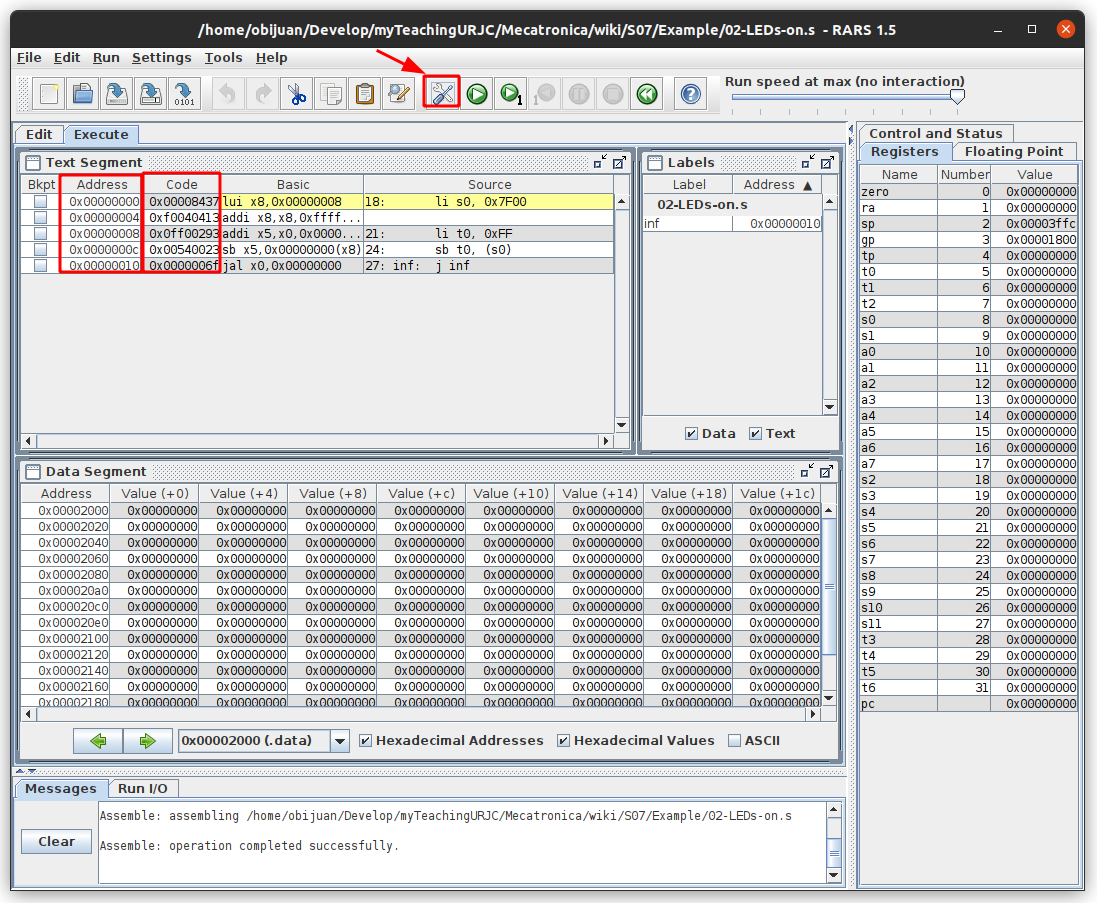 /home/obijuan/Develop/myTeachingURJC/Mecatronica/wiki/S07/Example/02-LEDs-on.s - RARS 1.5
File Edit Run Settings Tools Help
0101 1 1 Run speed at max (no interaction)
Edit Execute
Text Segment
Bkpt Address Code Basic Source
0x00000000 0x00008437 lui x8,0x00000008 18: li s0, 0x7F00
0x00000004 0xf0040413 addi x8,x8,0xffff...
0x00000008 0x0ff00293 addi x5,x0,0x0000... 21: li t0, 0xFF
0x0000000c 0x00540023 sb x5,0x00000000(x8) 24: sb t0, (s0)
0x00000010 0x0000006f jal x0,0x00000000 27: inf: j inf
Labels
Label Address ▲
02-LEDs-on.s
inf 0x00000010
Data Text
Data Segment
Address Value (+0) Value (+4) Value (+8) Value (+c) Value (+10) Value (+14) Value (+18) Value (+1c)
0x00002000 0x00000000 0x00000000 0x00000000 0x00000000 0x00000000 0x00000000 0x00000000 0x00000000
0x00002020 0x00000000 0x00000000 0x00000000 0x00000000 0x00000000 0x00000000 0x00000000 0x00000000
0x00002040 0x00000000 0x00000000 0x00000000 0x00000000 0x00000000 0x00000000 0x00000000 0x00000000
0x00002060 0x00000000 0x00000000 0x00000000 0x00000000 0x00000000 0x00000000 0x00000000 0x00000000
0x00002080 0x00000000 0x00000000 0x00000000 0x00000000 0x00000000 0x00000000 0x00000000 0x00000000
0x000020a0 0x00000000 0x00000000 0x00000000 0x00000000 0x00000000 0x00000000 0x00000000 0x00000000
0x000020c0 0x00000000 0x00000000 0x00000000 0x00000000 0x00000000 0x00000000 0x00000000 0x00000000
0x000020e0 0x00000000 0x00000000 0x00000000 0x00000000 0x00000000 0x00000000 0x00000000 0x00000000
0x00002100 0x00000000 0x00000000 0x00000000 0x00000000 0x00000000 0x00000000 0x00000000 0x00000000
0x00002120 0x00000000 0x00000000 0x00000000 0x00000000 0x00000000 0x00000000 0x00000000 0x00000000
0x00002140 0x00000000 0x00000000 0x00000000 0x00000000 0x00000000 0x00000000 0x00000000 0x00000000
0x00002160 0x00000000 0x00000000 0x00000000 0x00000000 0x00000000 0x00000000 0x00000000 0x00000000
0x00002180 0x00000000 0x00000000 0x00000000 0x00000000 0x00000000 0x00000000 0x00000000 0x00000000
0x00002000 (.data) Hexadecimal Addresses Hexadecimal Values ASCII
Messages Run I/O
Assemble: assembling /home/obijuan/Develop/myTeachingURJC/Mecatronica/wiki/S07/Example/02-LEDs-on.s
Clear
Assemble: operation completed successfully.
Control and Status
Registers Floating Point
Name Number Value
zero 0 0x00000000
ra 1 0x00000000
sp 2 0x00003ffc
gp 3 0x00001800
tp 4 0x00000000
t0 5 0x00000000
t1 6 0x00000000
t2 7 0x00000000
s0 8 0x00000000
s1 9 0x00000000
a0 10 0x00000000
a1 11 0x00000000
a2 12 0x00000000
a3 13 0x00000000
a4 14 0x00000000
a5 15 0x00000000
a6 16 0x00000000
a7 17 0x00000000
s2 18 0x00000000
s3 19 0x00000000
s4 20 0x00000000
s5 21 0x00000000
s6 22 0x00000000
s7 23 0x00000000
s8 24 0x00000000
s9 25 0x00000000
s10 26 0x00000000
s11 27 0x00000000
t3 28 0x00000000
t4 29 0x00000000
t5 30 0x00000000
t6 31 0x00000000
pc 0x00000000